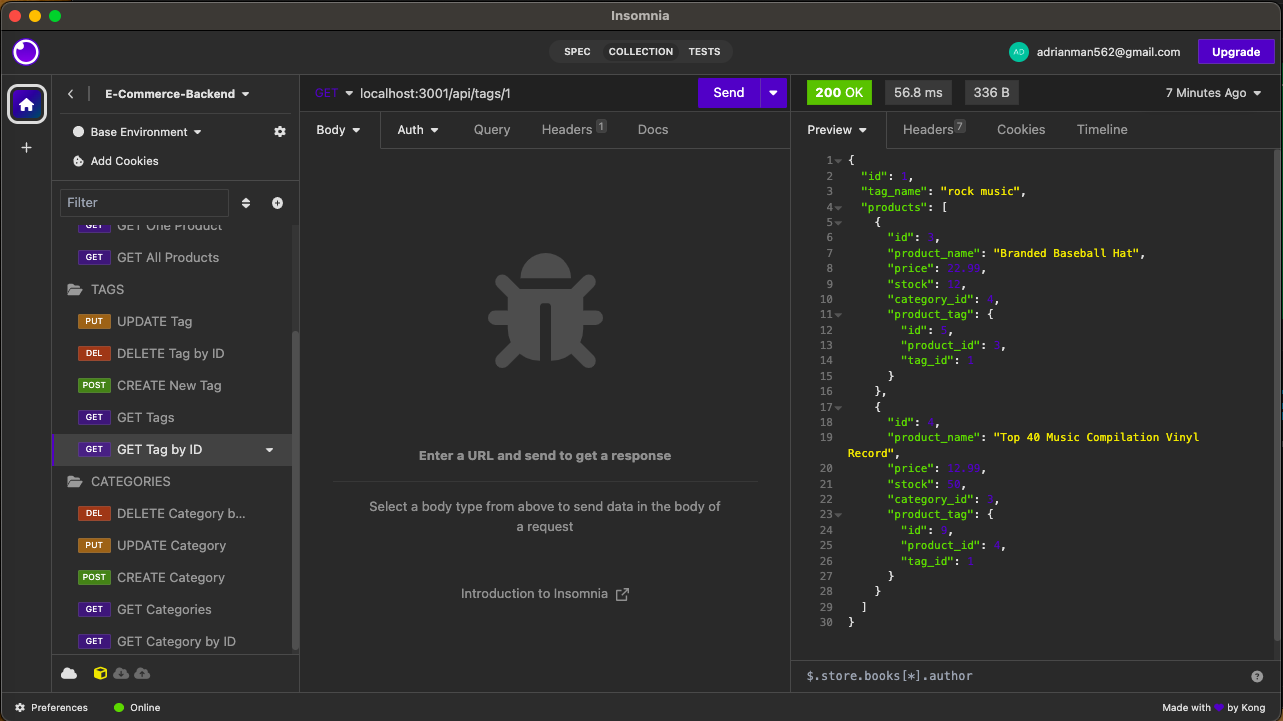 Insomnia
SPEC COLLECTION TESTS
AD adrianman562@gmail.com Upgrade
E-Commerce-Backend
Base Environment
Add Cookies
Filter
GET GET One Product
GET GET All Products
TAGS
PUT UPDATE Tag
DEL DELETE Tag by ID
POST CREATE New Tag
GET GET Tags
GET GET Tag by ID
CATEGORIES
DEL DELETE Category b...
PUT UPDATE Category
POST CREATE Category
GET GET Categories
GET GET Category by ID
GET localhost:3001/api/tags/1 Send
Body Auth Query Headers 1 Docs
Enter a URL and send to get a response
Select a body type from above to send data in the body of
a request
Introduction to Insomnia
200 OK 56.8 ms 336 B 7 Minutes Ago
Preview Headers 7 Cookies Timeline
1 {
2 "id": 1,
3 "tag_name": "rock music",
4 "products": [
5 {
6 "id": ,
7 "product_name": "Branded Baseball Hat",
8 "price": 22.99,
9 "stock": 12,
10 "category_id": 4,
11 "product_tag": {
12 "id": ,
13 "product_id": ,
14 "tag_id": 1
15 }
16 },
17 {
18 "id": ,
19 "product_name": "Top 40 Music Compilation Vinyl
Record",
20 "price": 12.99,
21 "stock": 50,
22 "category_id": ,
23 "product_tag": {
24 "id": ,
25 "product_id": ,
26 "tag_id": 1
27 }
28 }
29 ]
30 }
$.store.books[*].author
Preferences Online
Made with by Kong